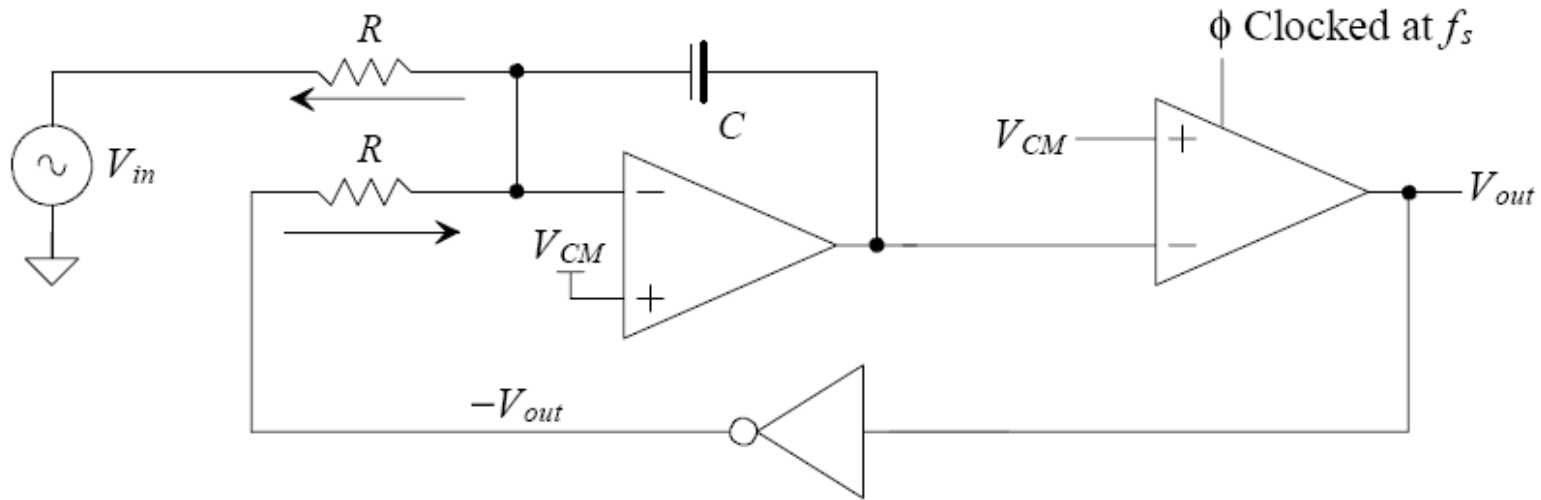 R
ϕ Clocked at fs
C
VCM
+
R
Vin
−
Vout
VCM
−
+
−Vout